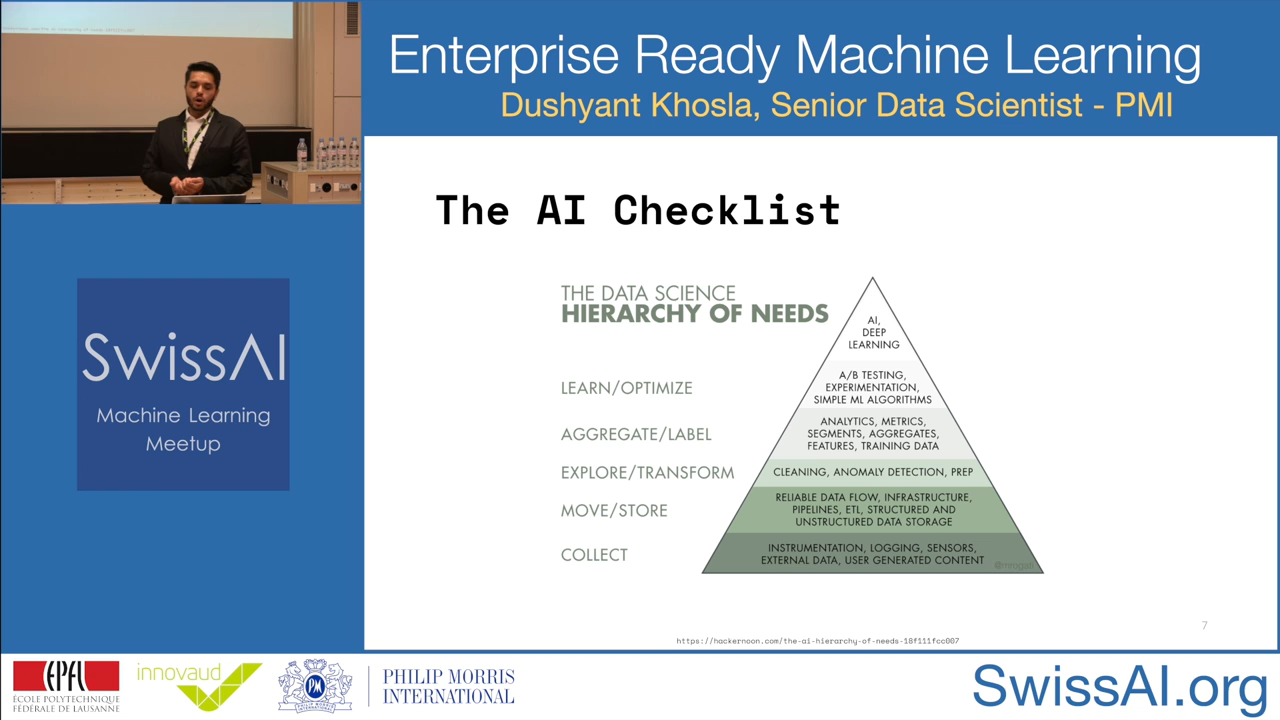 Enterprise Ready Machine Learning
Dushyant Khosla, Senior Data Scientist - PMI
The AI Checklist
THE DATA SCIENCE
HIERARCHY OF NEEDS
LEARN/OPTIMIZE
AGGREGATE/LABEL
EXPLORE/TRANSFORM
MOVE/STORE
COLLECT
AI,
DEEP
LEARNING
A/B TESTING,
EXPERIMENTATION,
SIMPLE ML ALGORITHMS
ANALYTICS, METRICS,
SEGMENTS, AGGREGATES,
FEATURES, TRAINING DATA
CLEANING, ANOMALY DETECTION, PREP
RELIABLE DATA FLOW, INFRASTRUCTURE,
PIPELINES, ETL, STRUCTURED AND
UNSTRUCTURED DATA STORAGE
INSTRUMENTATION, LOGGING, SENSORS,
EXTERNAL DATA, USER GENERATED CONTENT
7
https://hackernoon.com/the-ai-hierarchy-of-needs-18f111fcc007
SwissAI
Machine Learning
Meetup
EPFL
ÉCOLE POLYTECHNIQUE
FÉDÉRALE DE LAUSANNE
innovaud
PM
PHILIP MORRIS
INTERNATIONAL
SwissAI.org